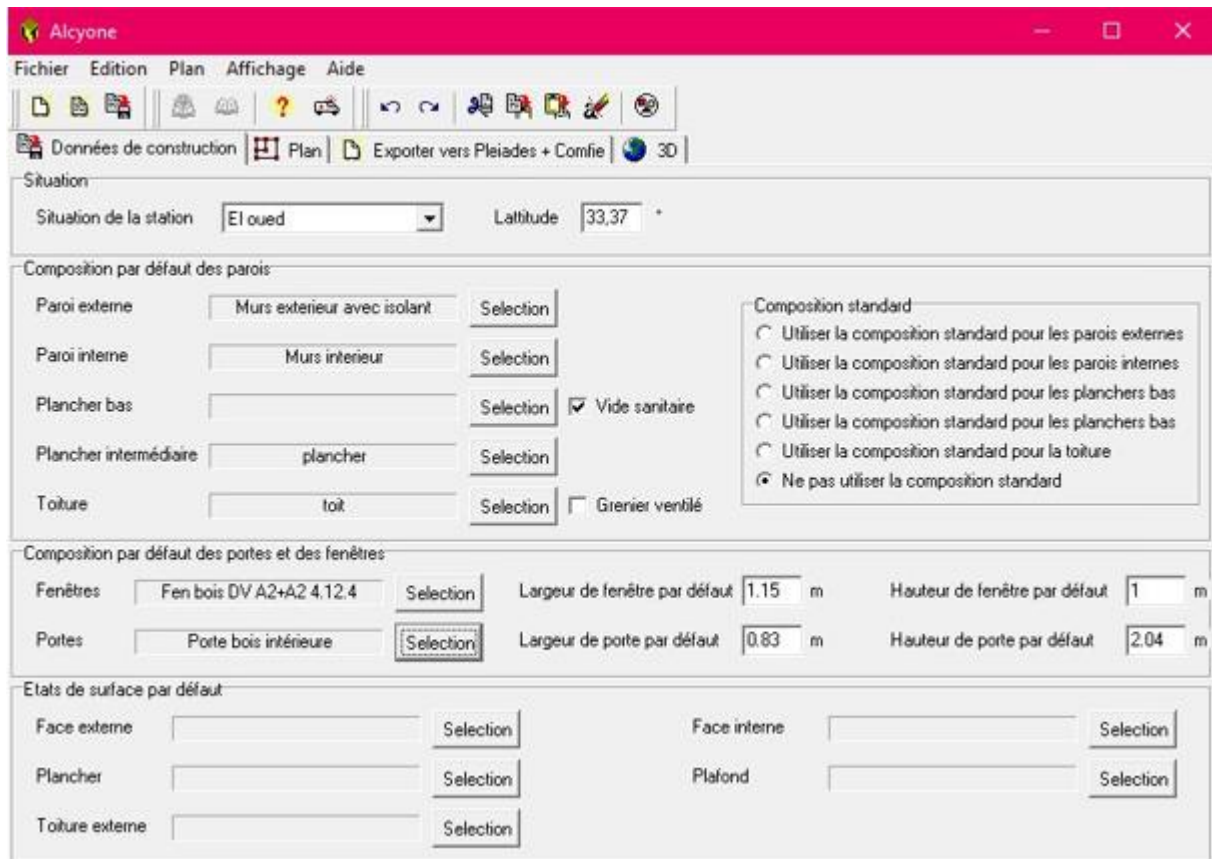 Alcyone
Fichier Edition Plan Affichage Aide
Données de construction Plan Exporter vers Pleiades + Comfie 3D
Situation
Situation de la station El oued Lattitude 33,37 °
Composition par défaut des parois
Paroi externe Murs exterieur avec isolant Selection
Paroi interne Murs interieur Selection
Plancher bas Selection Vide sanitaire
Plancher intermédiaire plancher Selection
Toiture toit Selection Grenier ventilé
Composition standard
Utiliser la composition standard pour les parois externes
Utiliser la composition standard pour les parois internes
Utiliser la composition standard pour les planchers bas
Utiliser la composition standard pour les planchers bas
Utiliser la composition standard pour la toiture
Ne pas utiliser la composition standard
Composition par défaut des portes et des fenêtres
Fenêtres Fen bois DV A2+A2 4.12.4 Selection Largeur de fenêtre par défaut 1.15 m Hauteur de fenêtre par défaut 1 m
Portes Porte bois intérieure Selection Largeur de porte par défaut 0.83 m Hauteur de porte par défaut 2.04 m
Etats de surface par défaut
Face externe Selection Face interne Selection
Plancher Selection Plafond Selection
Toiture externe Selection